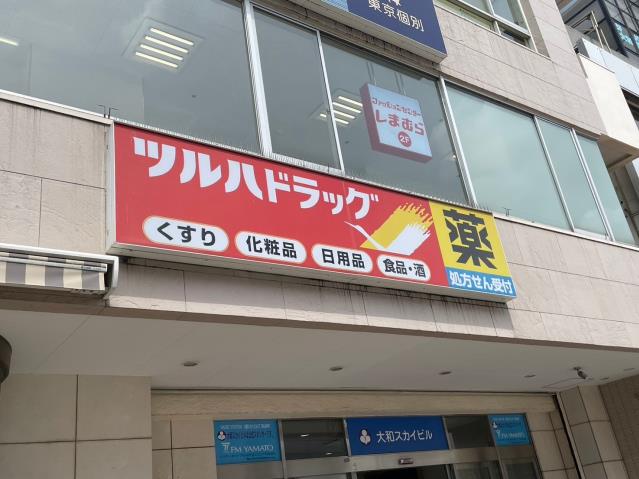 東京個別
ファッションセンター
しまむら
2F
ツルハドラッグ
くすり
化粧品
日用品
食品・酒
薬
処方せん受付
大和スカイビル
FM YAMATO